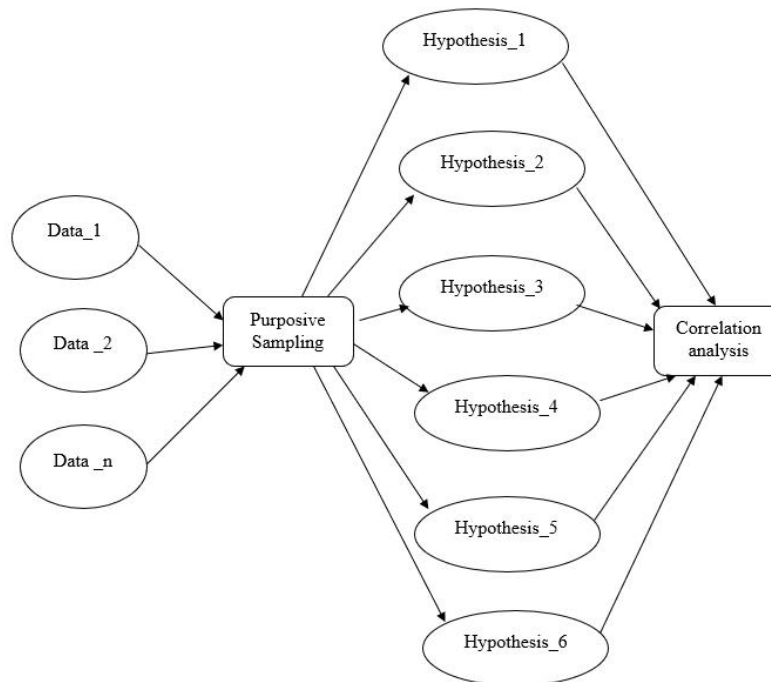 Hypothesis_1
Hypothesis_2
Data_1
Hypothesis_3
Purposive
Sampling
Correlation
analysis
Data _2
Hypothesis_4
Data _n
Hypothesis_5
Hypothesis_6